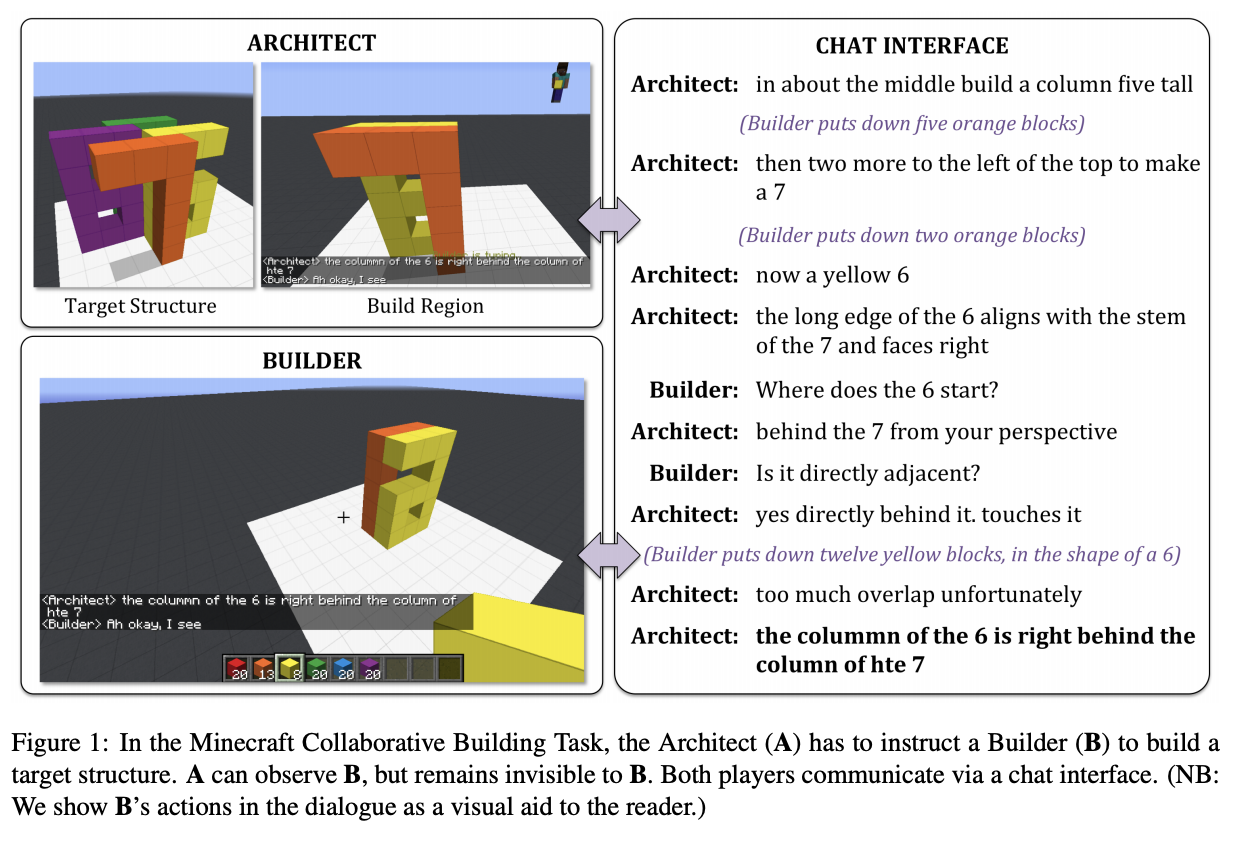 ARCHITECT
<Architect> the colummn of the 6 is right behind the column of
hte 7
<Builder> Ah okay, I see
is typing
Target Structure
Build Region
BUILDER
<Architect> the colummn of the 6 is right behind the column of
hte 7
<Builder> Ah okay, I see
20 13 8 20 20 20
CHAT INTERFACE
Architect: in about the middle build a column five tall
(Builder puts down five orange blocks)
Architect: then two more to the left of the top to make
a 7
(Builder puts down two orange blocks)
Architect: now a yellow 6
Architect: the long edge of the 6 aligns with the stem
of the 7 and faces right
Builder: Where does the 6 start?
Architect: behind the 7 from your perspective
Builder: Is it directly adjacent?
Architect: yes directly behind it. touches it
(Builder puts down twelve yellow blocks, in the shape of a 6)
Architect: too much overlap unfortunately
Architect: the colummn of the 6 is right behind the
column of hte 7
Figure 1: In the Minecraft Collaborative Building Task, the Architect (A) has to instruct a Builder (B) to build a
target structure. A can observe B, but remains invisible to B. Both players communicate via a chat interface. (NB:
We show B’s actions in the dialogue as a visual aid to the reader.)